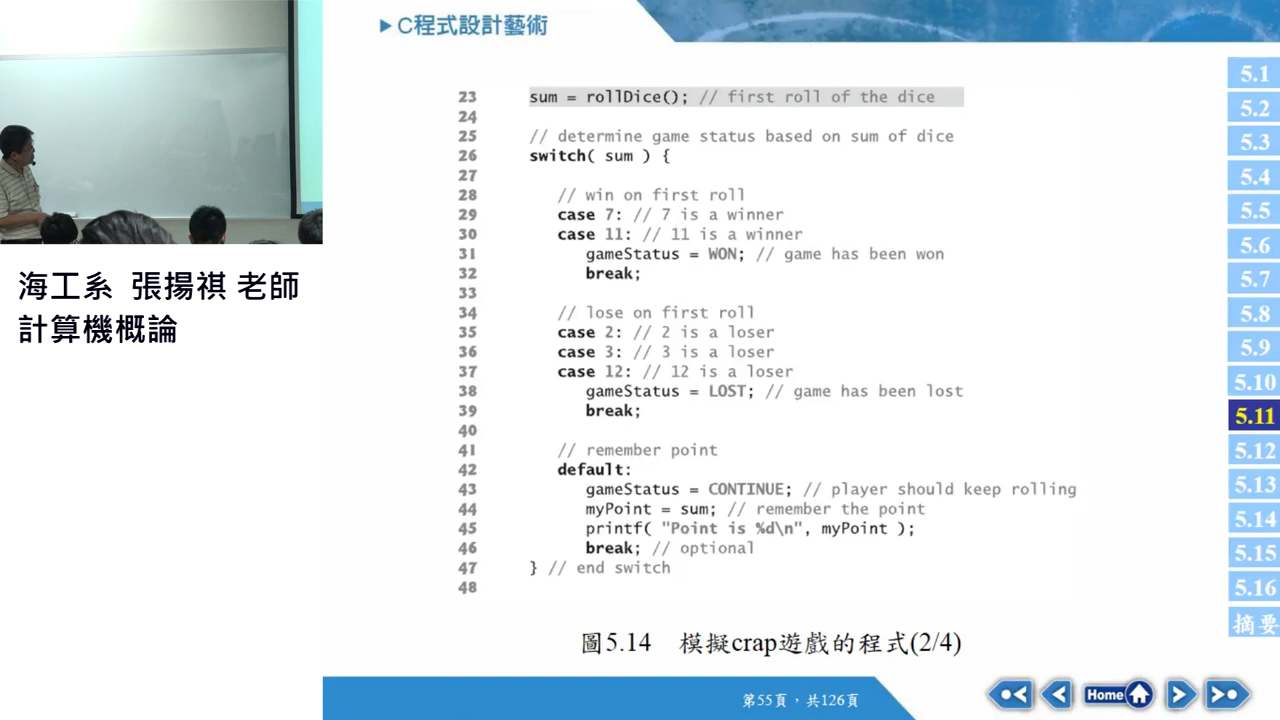 ▶C程式設計藝術
海工系 張揚祺 老師
計算機概論
23 sum = rollDice(); // first roll of the dice
24
25 // determine game status based on sum of dice
26 switch( sum ) {
27
28 // win on first roll
29 case 7: // 7 is a winner
30 case 11: // 11 is a winner
31 gameStatus = WON; // game has been won
32 break;
33
34 // lose on first roll
35 case 2: // 2 is a loser
36 case 3: // 3 is a loser
37 case 12: // 12 is a loser
38 gameStatus = LOST; // game has been lost
39 break;
40
41 // remember point
42 default:
43 gameStatus = CONTINUE; // player should keep rolling
44 myPoint = sum; // remember the point
45 printf( "Point is %d\n", myPoint );
46 break; // optional
47 } // end switch
48
圖5.14 模擬crap遊戲的程式(2/4)
5.1
5.2
5.3
5.4
5.5
5.6
5.7
5.8
5.9
5.10
5.11
5.12
5.13
5.14
5.15
5.16
摘要
第55頁,共126頁
Home